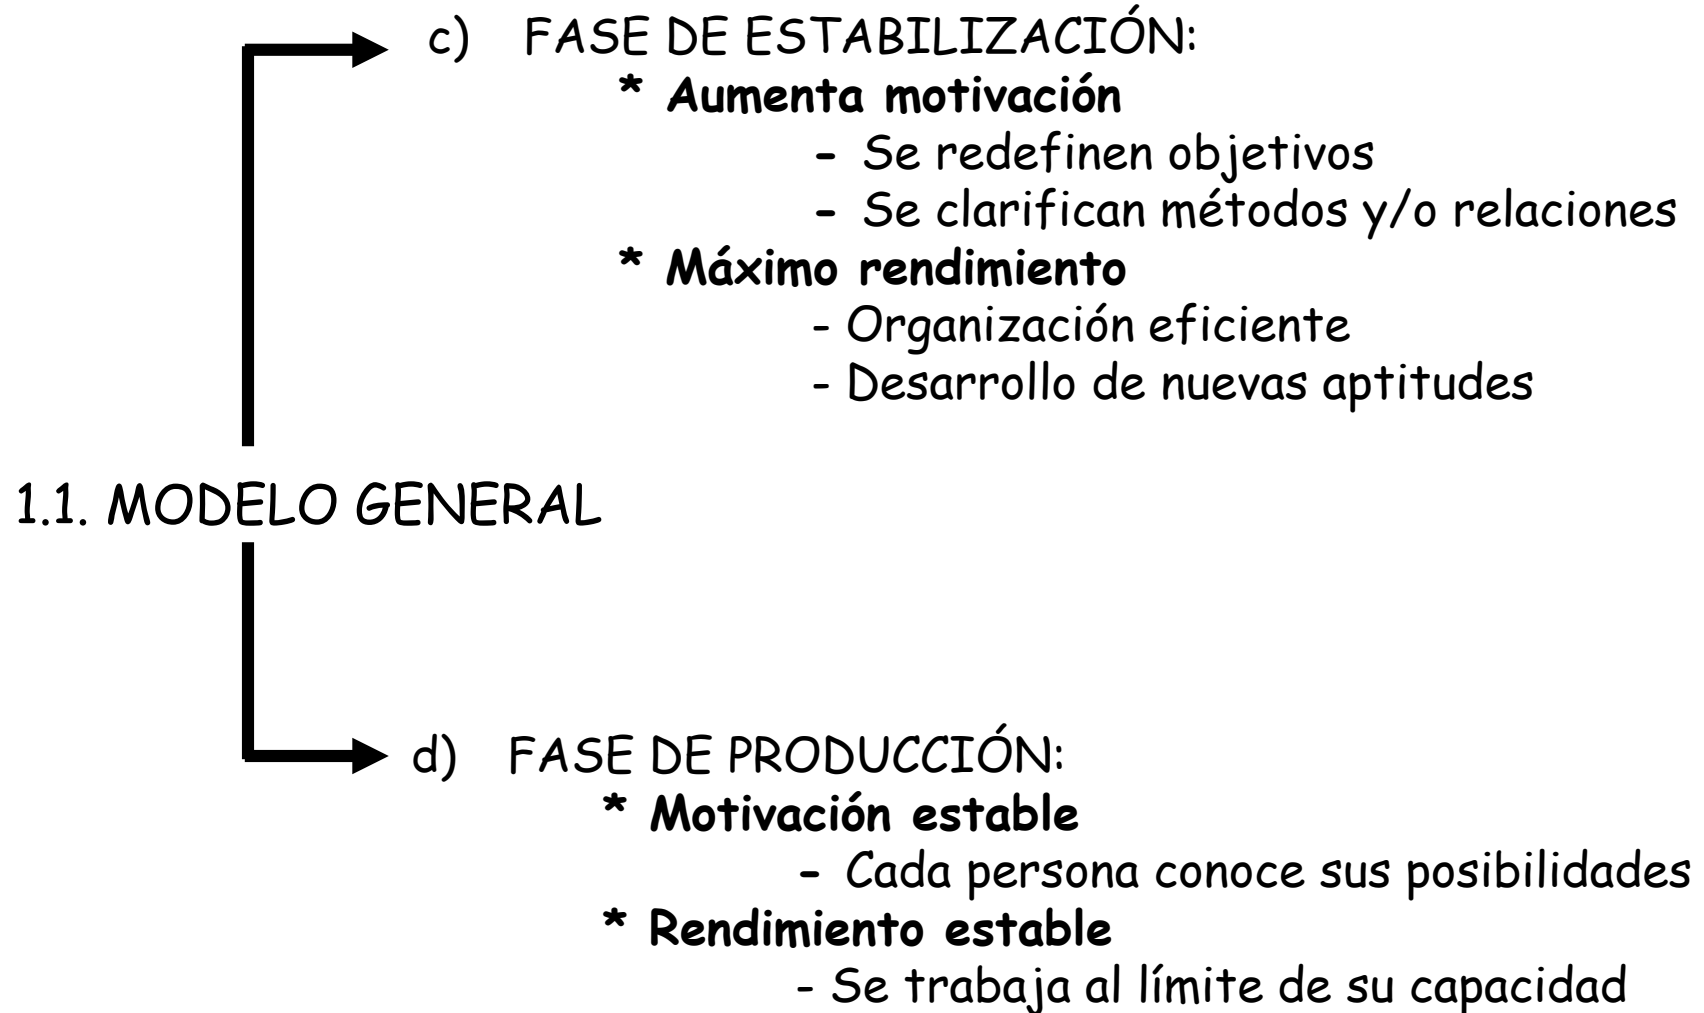 c) FASE DE ESTABILIZACIÓN:
* Aumenta motivación
- Se redefinen objetivos
- Se clarifican métodos y/o relaciones
* Máximo rendimiento
- Organización eficiente
- Desarrollo de nuevas aptitudes
1.1. MODELO GENERAL
d) FASE DE PRODUCCIÓN:
* Motivación estable
- Cada persona conoce sus posibilidades
* Rendimiento estable
- Se trabaja al límite de su capacidad